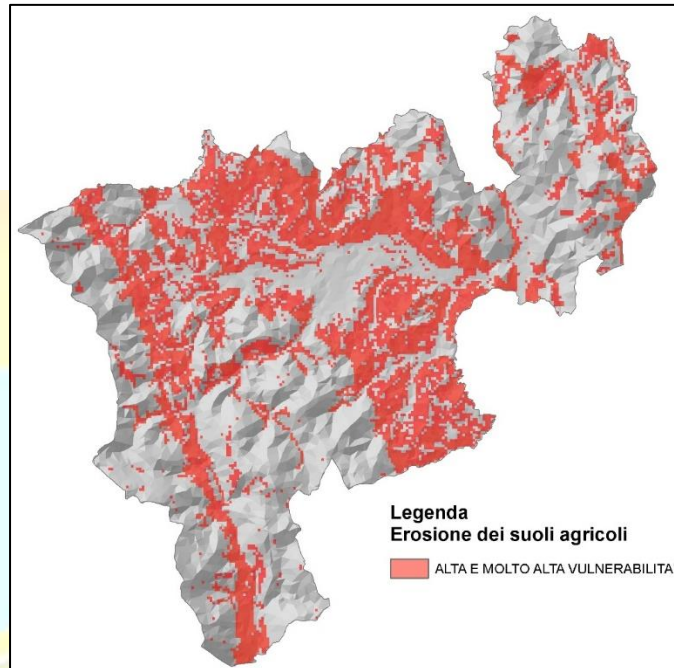 Legenda
Erosione dei suoli agricoli
ALTA E MOLTO ALTA VULNERABILITA'